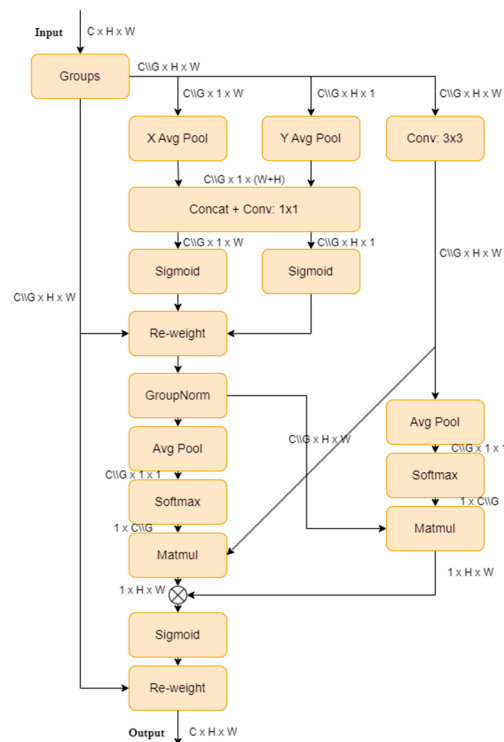 Input
C x H x W
Groups
C\\G x H x W
C\\G x 1 x W
C\\G x H x 1
C\\G x H x W
X Avg Pool
Y Avg Pool
Conv: 3x3
C\\G x 1 x (W+H)
Concat + Conv: 1x1
C\\G x 1 x W
C\\G x H x 1
C\\G x H x W
Sigmoid
Sigmoid
C\\G x H x W
Re-weight
GroupNorm
Avg Pool
C\\G x H x W
Avg Pool
C\\G x 1 x 1
C\\G x 1 x 1
Softmax
Softmax
1 x C\\G
1 x C\\G
Matmul
Matmul
1 x H x W
1 x H x W
Sigmoid
Re-weight
Output
C x H x W